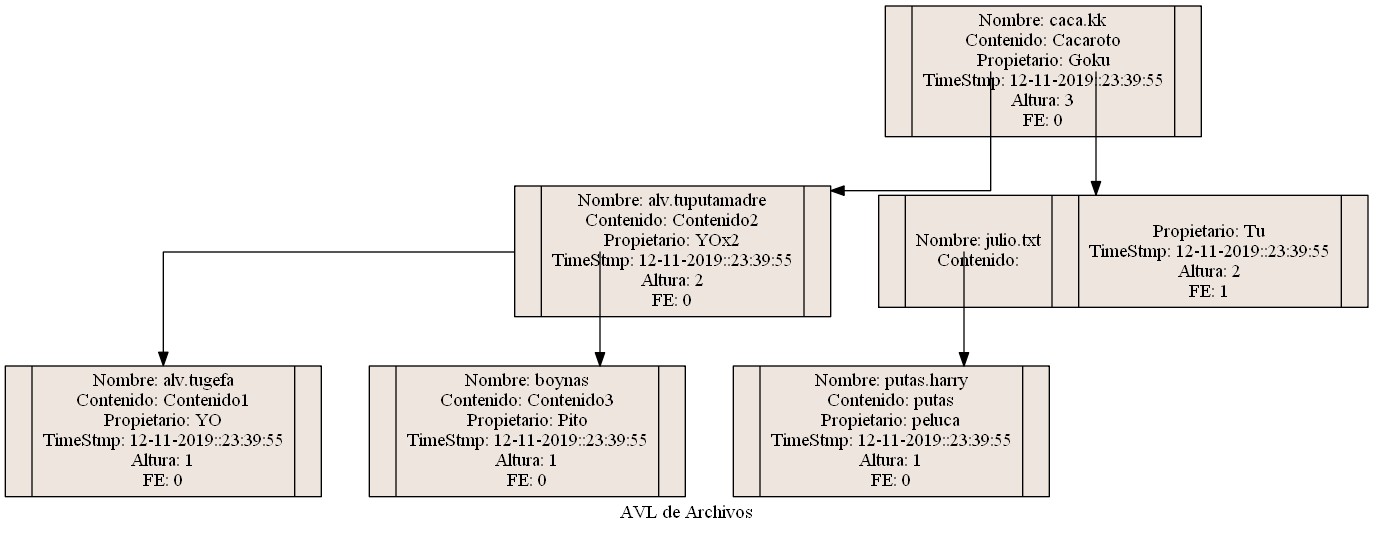 Nombre: caca.kk
Contenido: Cacaroto
Propietario: Goku
TimeStmp: 12-11-2019::23:39:55
Altura: 3
FE: 0
Nombre: alv.tuputamadre
Contenido: Contenido2
Propietario: YOx2
TimeStmp: 12-11-2019::23:39:55
Altura: 2
FE: 0
Nombre: julio.txt
Contenido:
Propietario: Tu
TimeStmp: 12-11-2019::23:39:55
Altura: 2
FE: 1
Nombre: alv.tugefa
Contenido: Contenido1
Propietario: YO
TimeStmp: 12-11-2019::23:39:55
Altura: 1
FE: 0
Nombre: boynas
Contenido: Contenido3
Propietario: Pito
TimeStmp: 12-11-2019::23:39:55
Altura: 1
FE: 0
Nombre: putas.harry
Contenido: putas
Propietario: peluca
TimeStmp: 12-11-2019::23:39:55
Altura: 1
FE: 0
AVL de Archivos